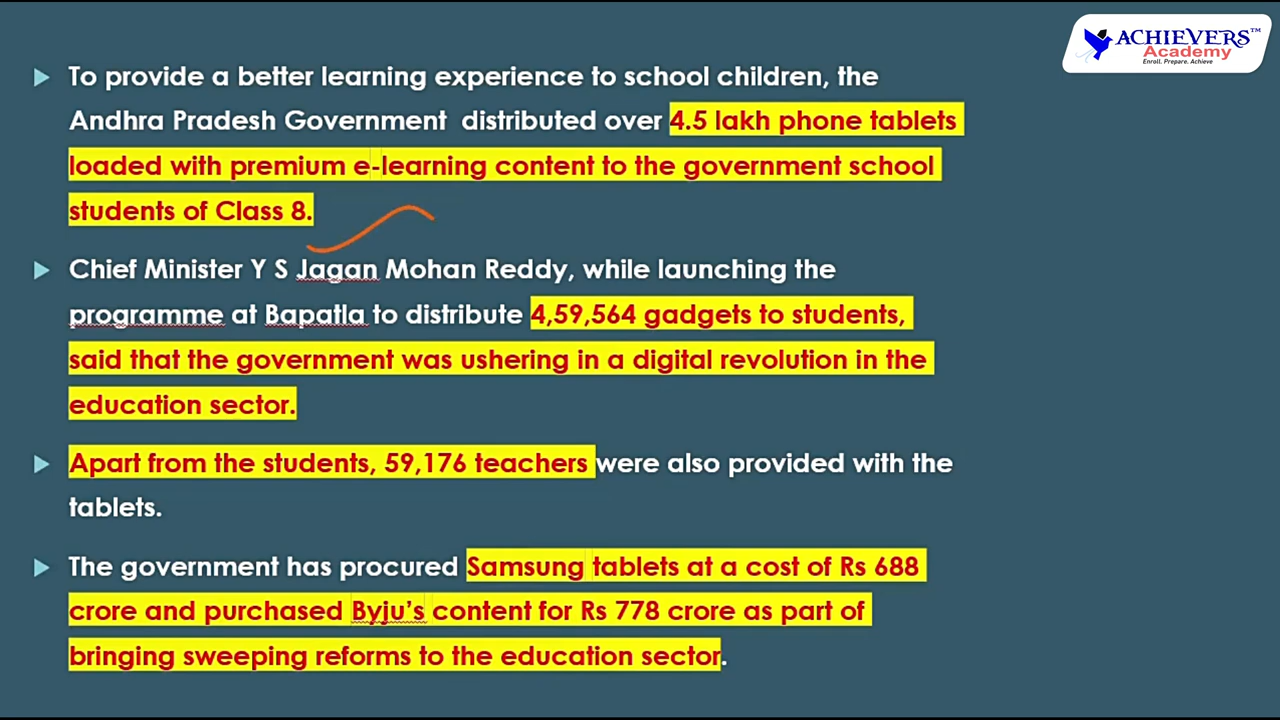 ACHIEVERS™
Academy
Enroll. Prepare. Achieve
To provide a better learning experience to school children, the
Andhra Pradesh Government distributed over 4.5 lakh phone tablets
loaded with premium e-learning content to the government school
students of Class 8.
Chief Minister Y S Jagan Mohan Reddy, while launching the
programme at Bapatla to distribute 4,59,564 gadgets to students,
said that the government was ushering in a digital revolution in the
education sector.
Apart from the students, 59,176 teachers were also provided with the
tablets.
The government has procured Samsung tablets at a cost of Rs 688
crore and purchased Byju's content for Rs 778 crore as part of
bringing sweeping reforms to the education sector.